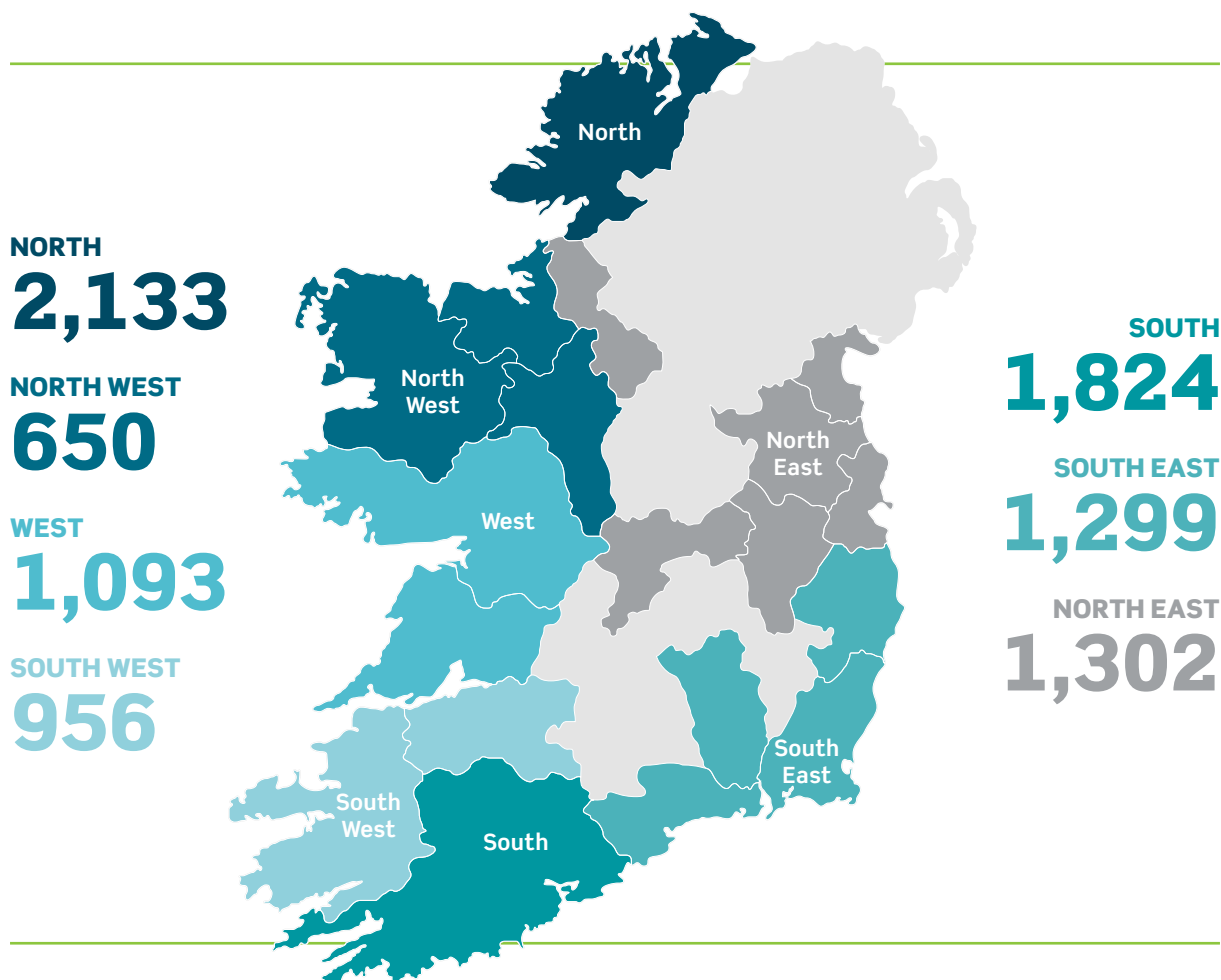 NORTH
2,133
NORTH WEST
650
WEST
1,093
SOUTH WEST
956
North
North
West
West
North
East
South
East
South
West
South
SOUTH
1,824
SOUTH EAST
1,299
NORTH EAST
1,302